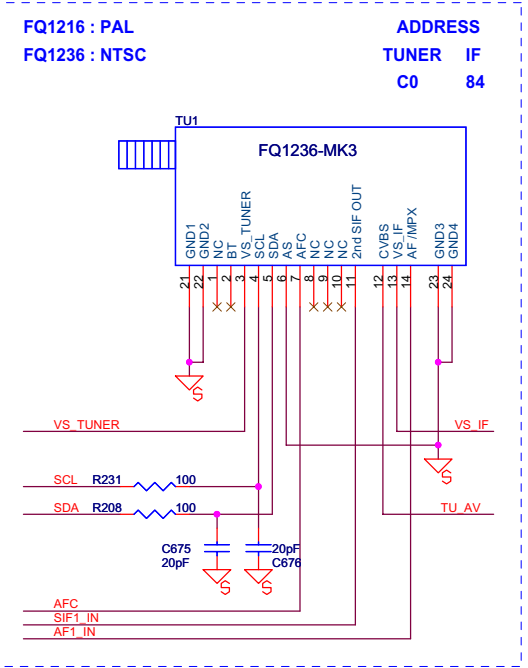 FQ1216 : PAL
FQ1236 : NTSC
ADDRESS
TUNER IF
C0 84
TU1
FQ1236-MK3
GND1
GND2
NC
BT
VS_TUNER
SCL
SDA
AS
AFC
NC
NC
NC
2nd SIF OUT
CVBS
VS_IF
AF /MPX
GND3
GND4
21
22
1
2
3
4
5
6
7
8
9
10
11
12
13
14
23
24
S
VS_TUNER
VS_IF
S
SCL R231 100
SDA R208 100
TU_AV
C675
20pF
20pF
C676
S
S
AFC
SIF1_IN
AF1_IN